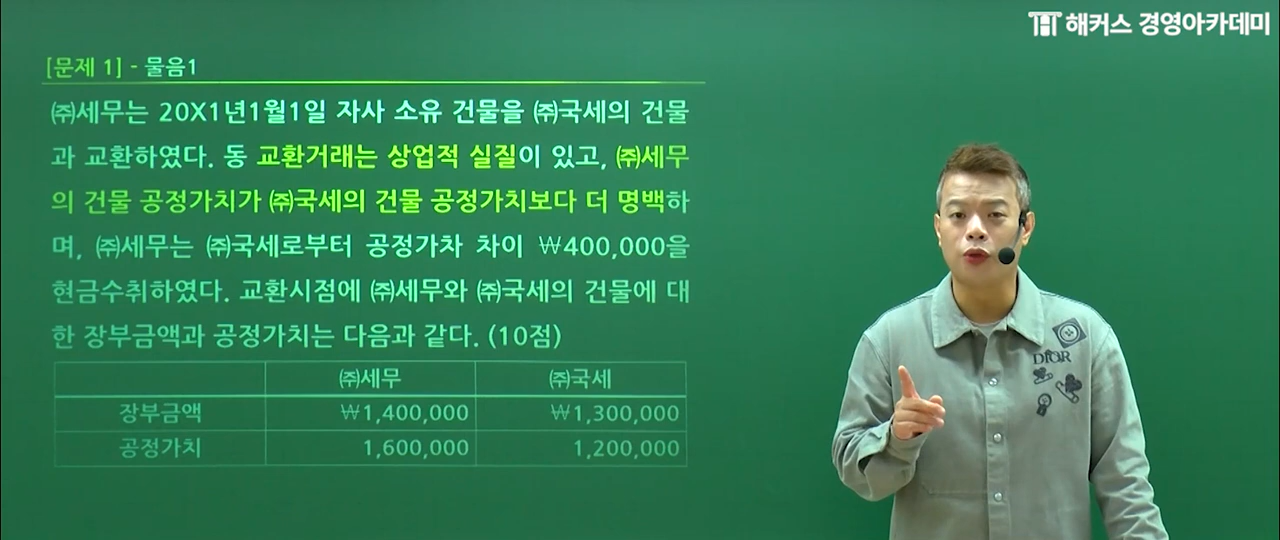 해커스 경영아카데미
[문제 1] - 물음1
㈜세무는 20X1년1월1일 자사 소유 건물을 ㈜국세의 건물
과 교환하였다. 동 교환거래는 상업적 실질이 있고, ㈜세무
의 건물 공정가치가 ㈜국세의 건물 공정가치보다 더 명백하
며, ㈜세무는 ㈜국세로부터 공정가차 차이 ₩400,000을
현금수취하였다. 교환시점에 ㈜세무와 ㈜국세의 건물에 대
한 장부금액과 공정가치는 다음과 같다. (10점)
㈜세무 ㈜국세
장부금액 ₩1,400,000 ₩1,300,000
공정가치 1,600,000 1,200,000
DIOR